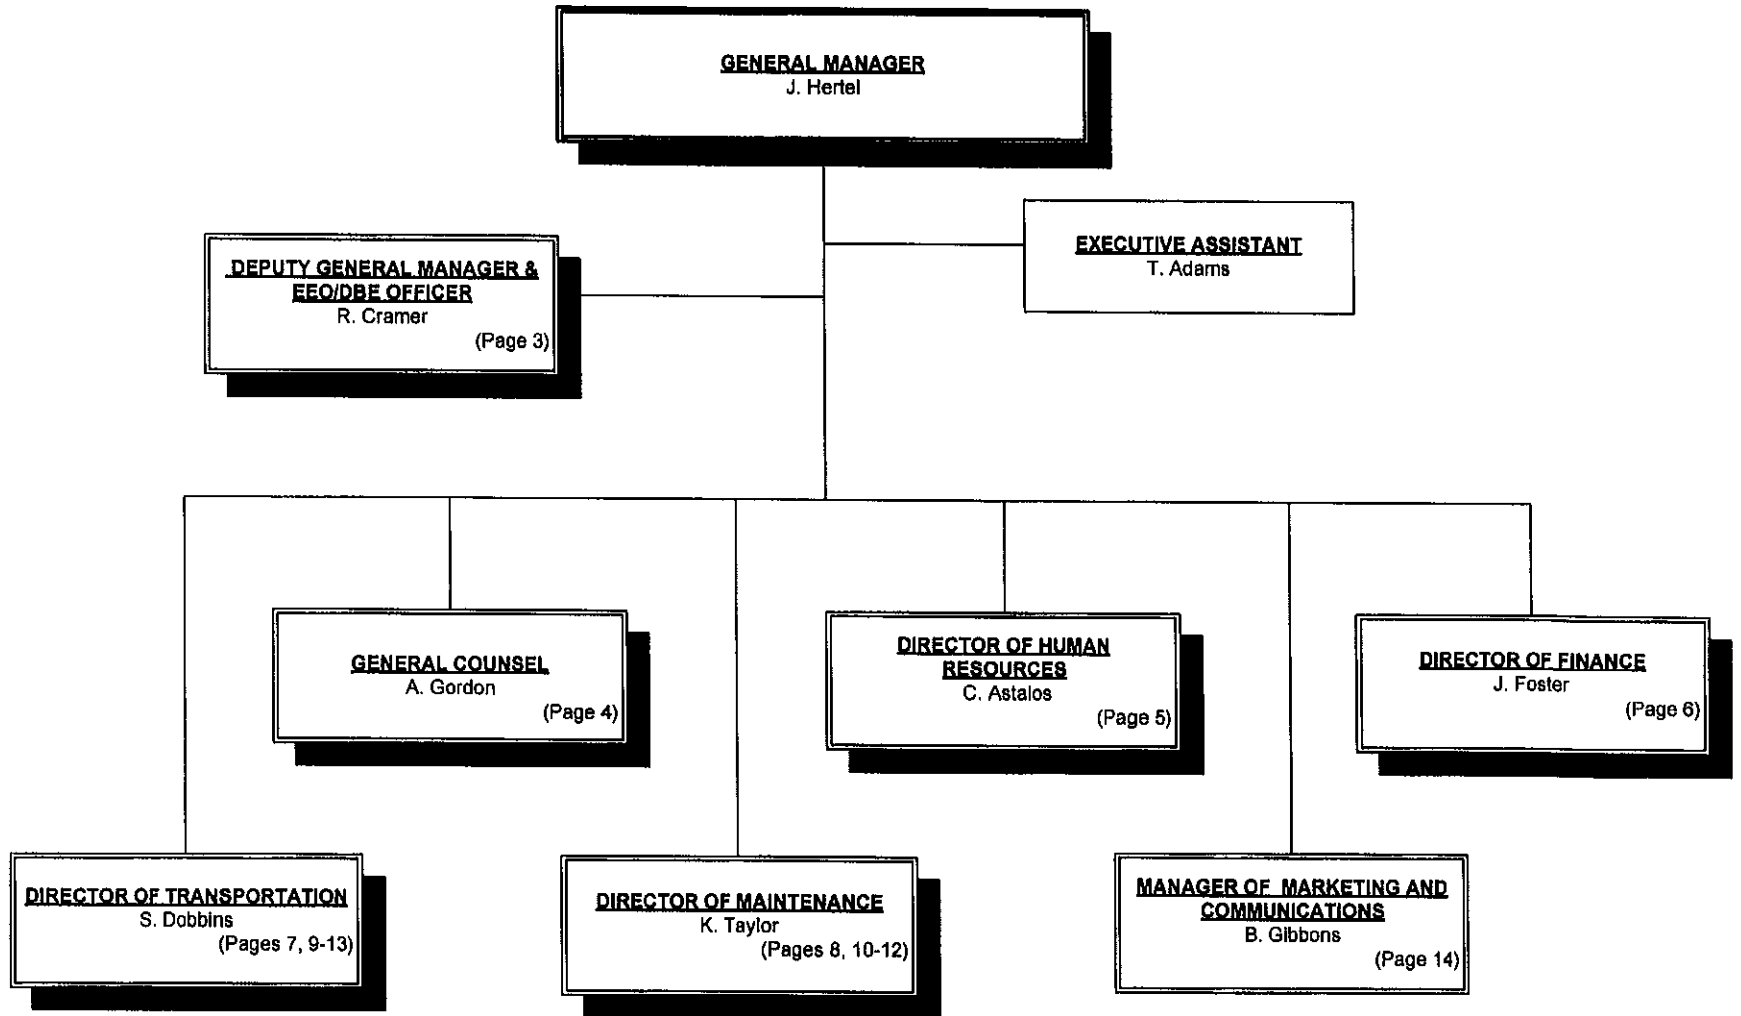 GENERAL MANAGER
J. Hertel
EXECUTIVE ASSISTANT
T. Adams
DEPUTY GENERAL MANAGER &
EEO/DBE OFFICER
R. Cramer
(Page 3)
GENERAL COUNSEL
A. Gordon
(Page 4)
DIRECTOR OF HUMAN
RESOURCES
C. Astalos
(Page 5)
DIRECTOR OF FINANCE
J. Foster
(Page 6)
DIRECTOR OF TRANSPORTATION
S. Dobbins
(Pages 7, 9-13)
DIRECTOR OF MAINTENANCE
K. Taylor
(Pages 8, 10-12)
MANAGER OF MARKETING AND
COMMUNICATIONS
B. Gibbons
(Page 14)